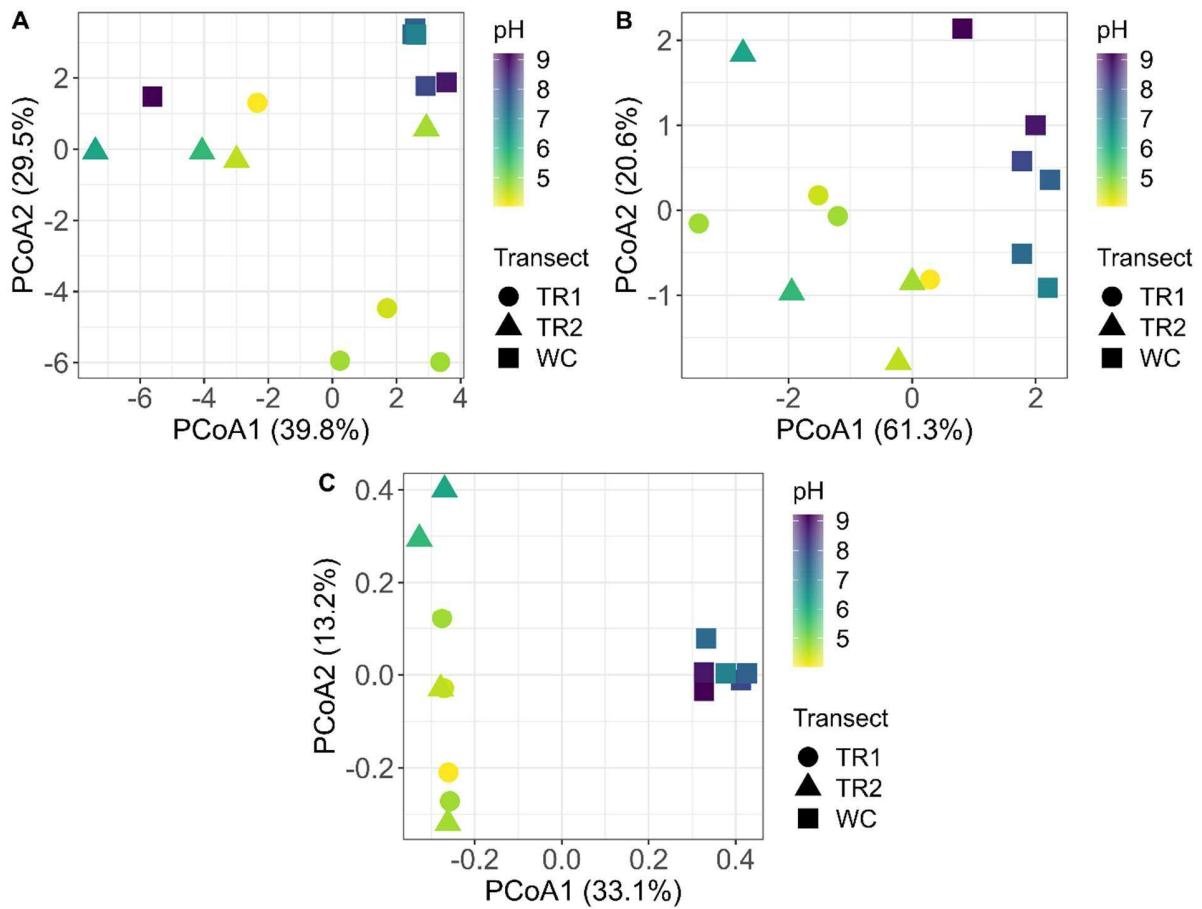 A
PCoA2 (29.5%)
2
0
-2
-4
-6
-6 -4 -2 0 2 4
PCoA1 (39.8%)
pH
9
8
7
6
5
Transect
TR1
TR2
WC
B
PCoA2 (20.6%)
2
1
0
-1
-2 0 2
PCoA1 (61.3%)
pH
9
8
7
6
5
Transect
TR1
TR2
WC
C
PCoA2 (13.2%)
0.4
0.2
0.0
-0.2
-0.2 0.0 0.2 0.4
PCoA1 (33.1%)
pH
9
8
7
6
5
Transect
TR1
TR2
WC